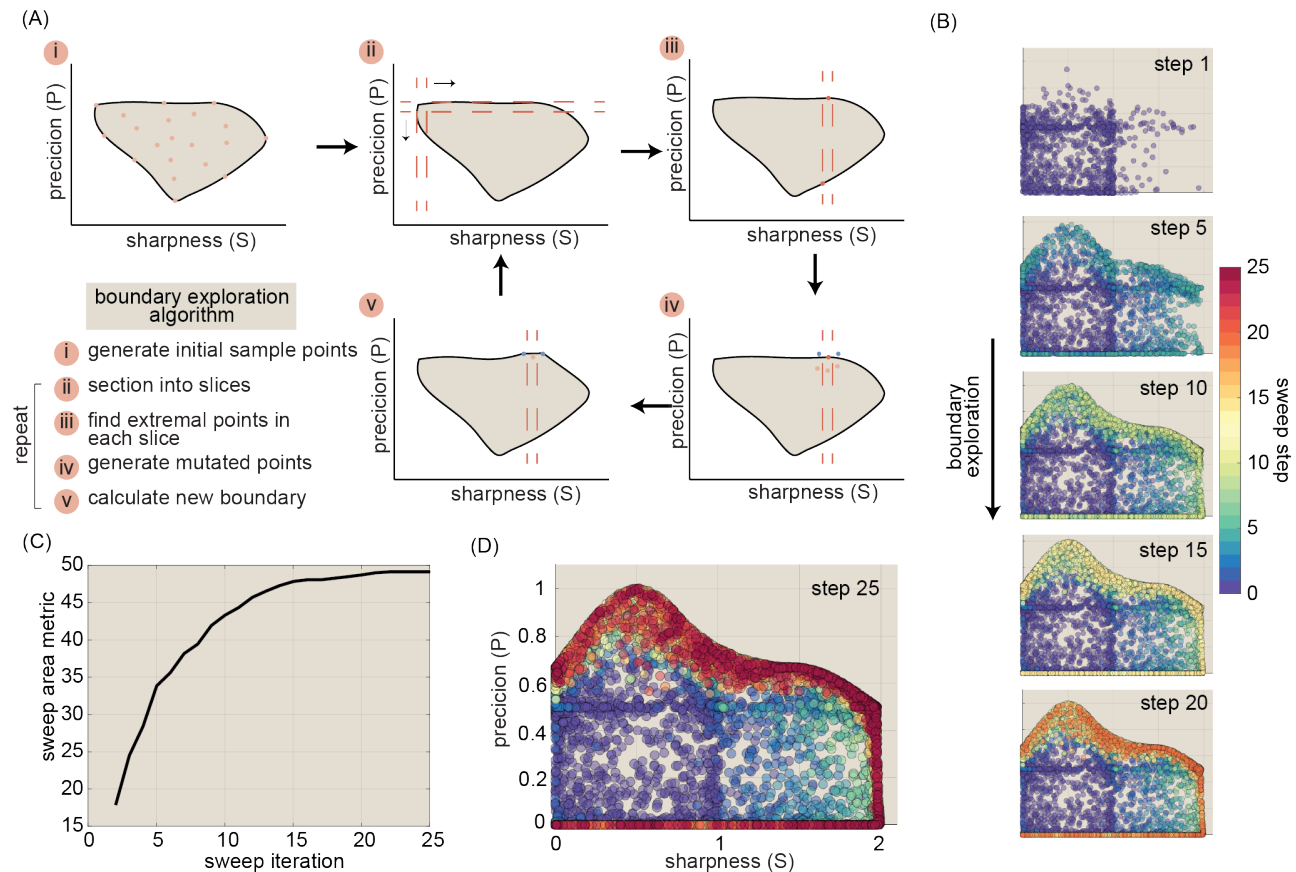 (A)
i
precicion (P)
sharpness (S)
ii
precicion (P)
sharpness (S)
iii
precicion (P)
sharpness (S)
iv
precicion (P)
sharpness (S)
v
precicion (P)
sharpness (S)
boundary exploration
algorithm
i generate initial sample points
ii section into slices
iii find extremal points in
each slice
iv generate mutated points
v calculate new boundary
repeat
(B)
step 1
step 5
step 10
step 15
step 20
boundary
exploration
25
20
15
10
5
0
sweep step
(C)
50
45
40
35
30
25
20
15
0 5 10 15 20 25
sweep area metric
sweep iteration
(D)
step 25
1
0.8
0.6
0.4
0.2
0
0 1 2
precicion (P)
sharpness (S)